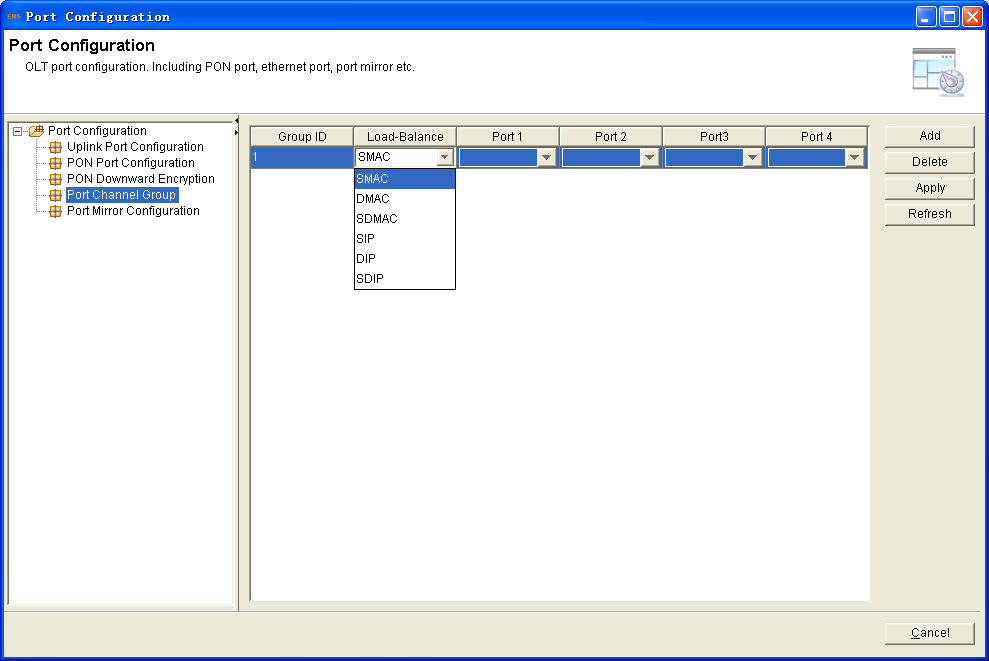 EMS Port Configuration
Port Configuration
OLT port configuration. Including PON port, ethernet port, port mirror etc.
Port Configuration
Uplink Port Configuration
PON Port Configuration
PON Downward Encryption
Port Channel Group
Port Mirror Configuration
Group ID Load-Balance Port 1 Port 2 Port3 Port 4
1 SMAC
SMAC
DMAC
SDMAC
SIP
DIP
SDIP
Add
Delete
Apply
Refresh
Cancel